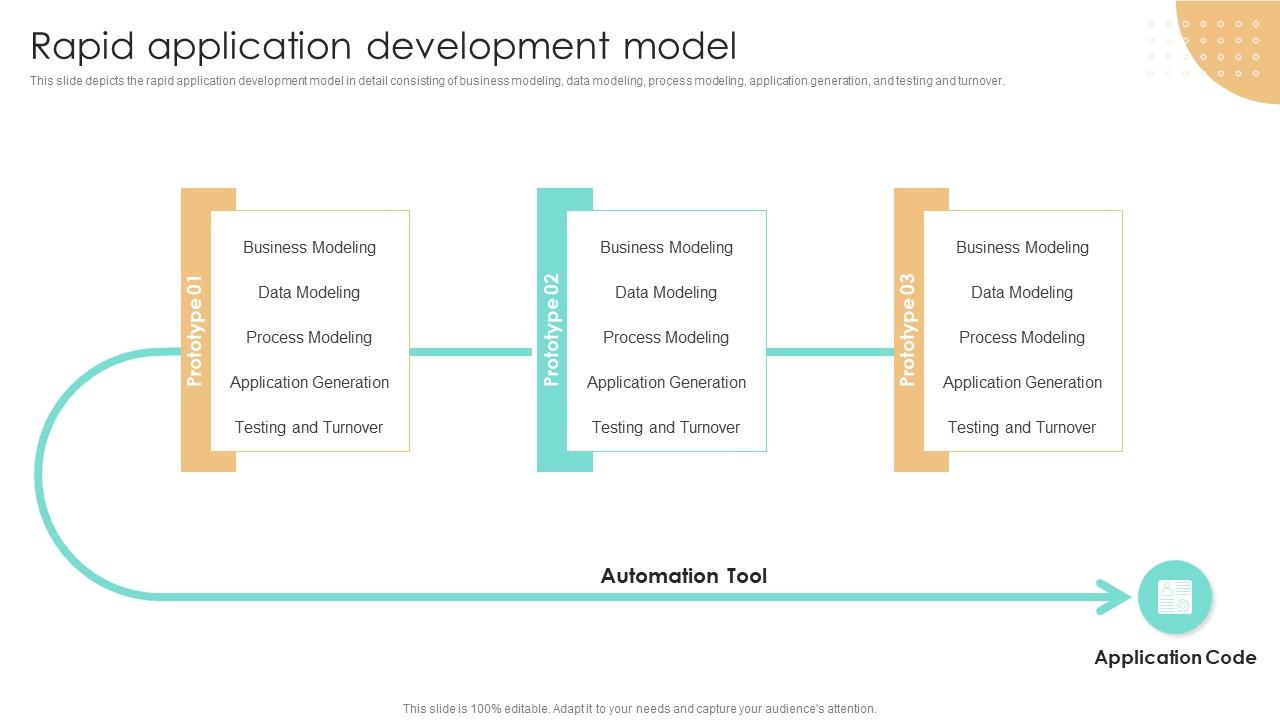 Rapid application development model
This slide depicts the rapid application development model in detail consisting of business modeling, data modeling, process modeling, application generation, and testing and turnover.
Prototype 01
Business Modeling
Data Modeling
Process Modeling
Application Generation
Testing and Turnover
Prototype 02
Business Modeling
Data Modeling
Process Modeling
Application Generation
Testing and Turnover
Prototype 03
Business Modeling
Data Modeling
Process Modeling
Application Generation
Testing and Turnover
Automation Tool
Application Code
This slide is 100% editable. Adapt it to your needs and capture your audience's attention.